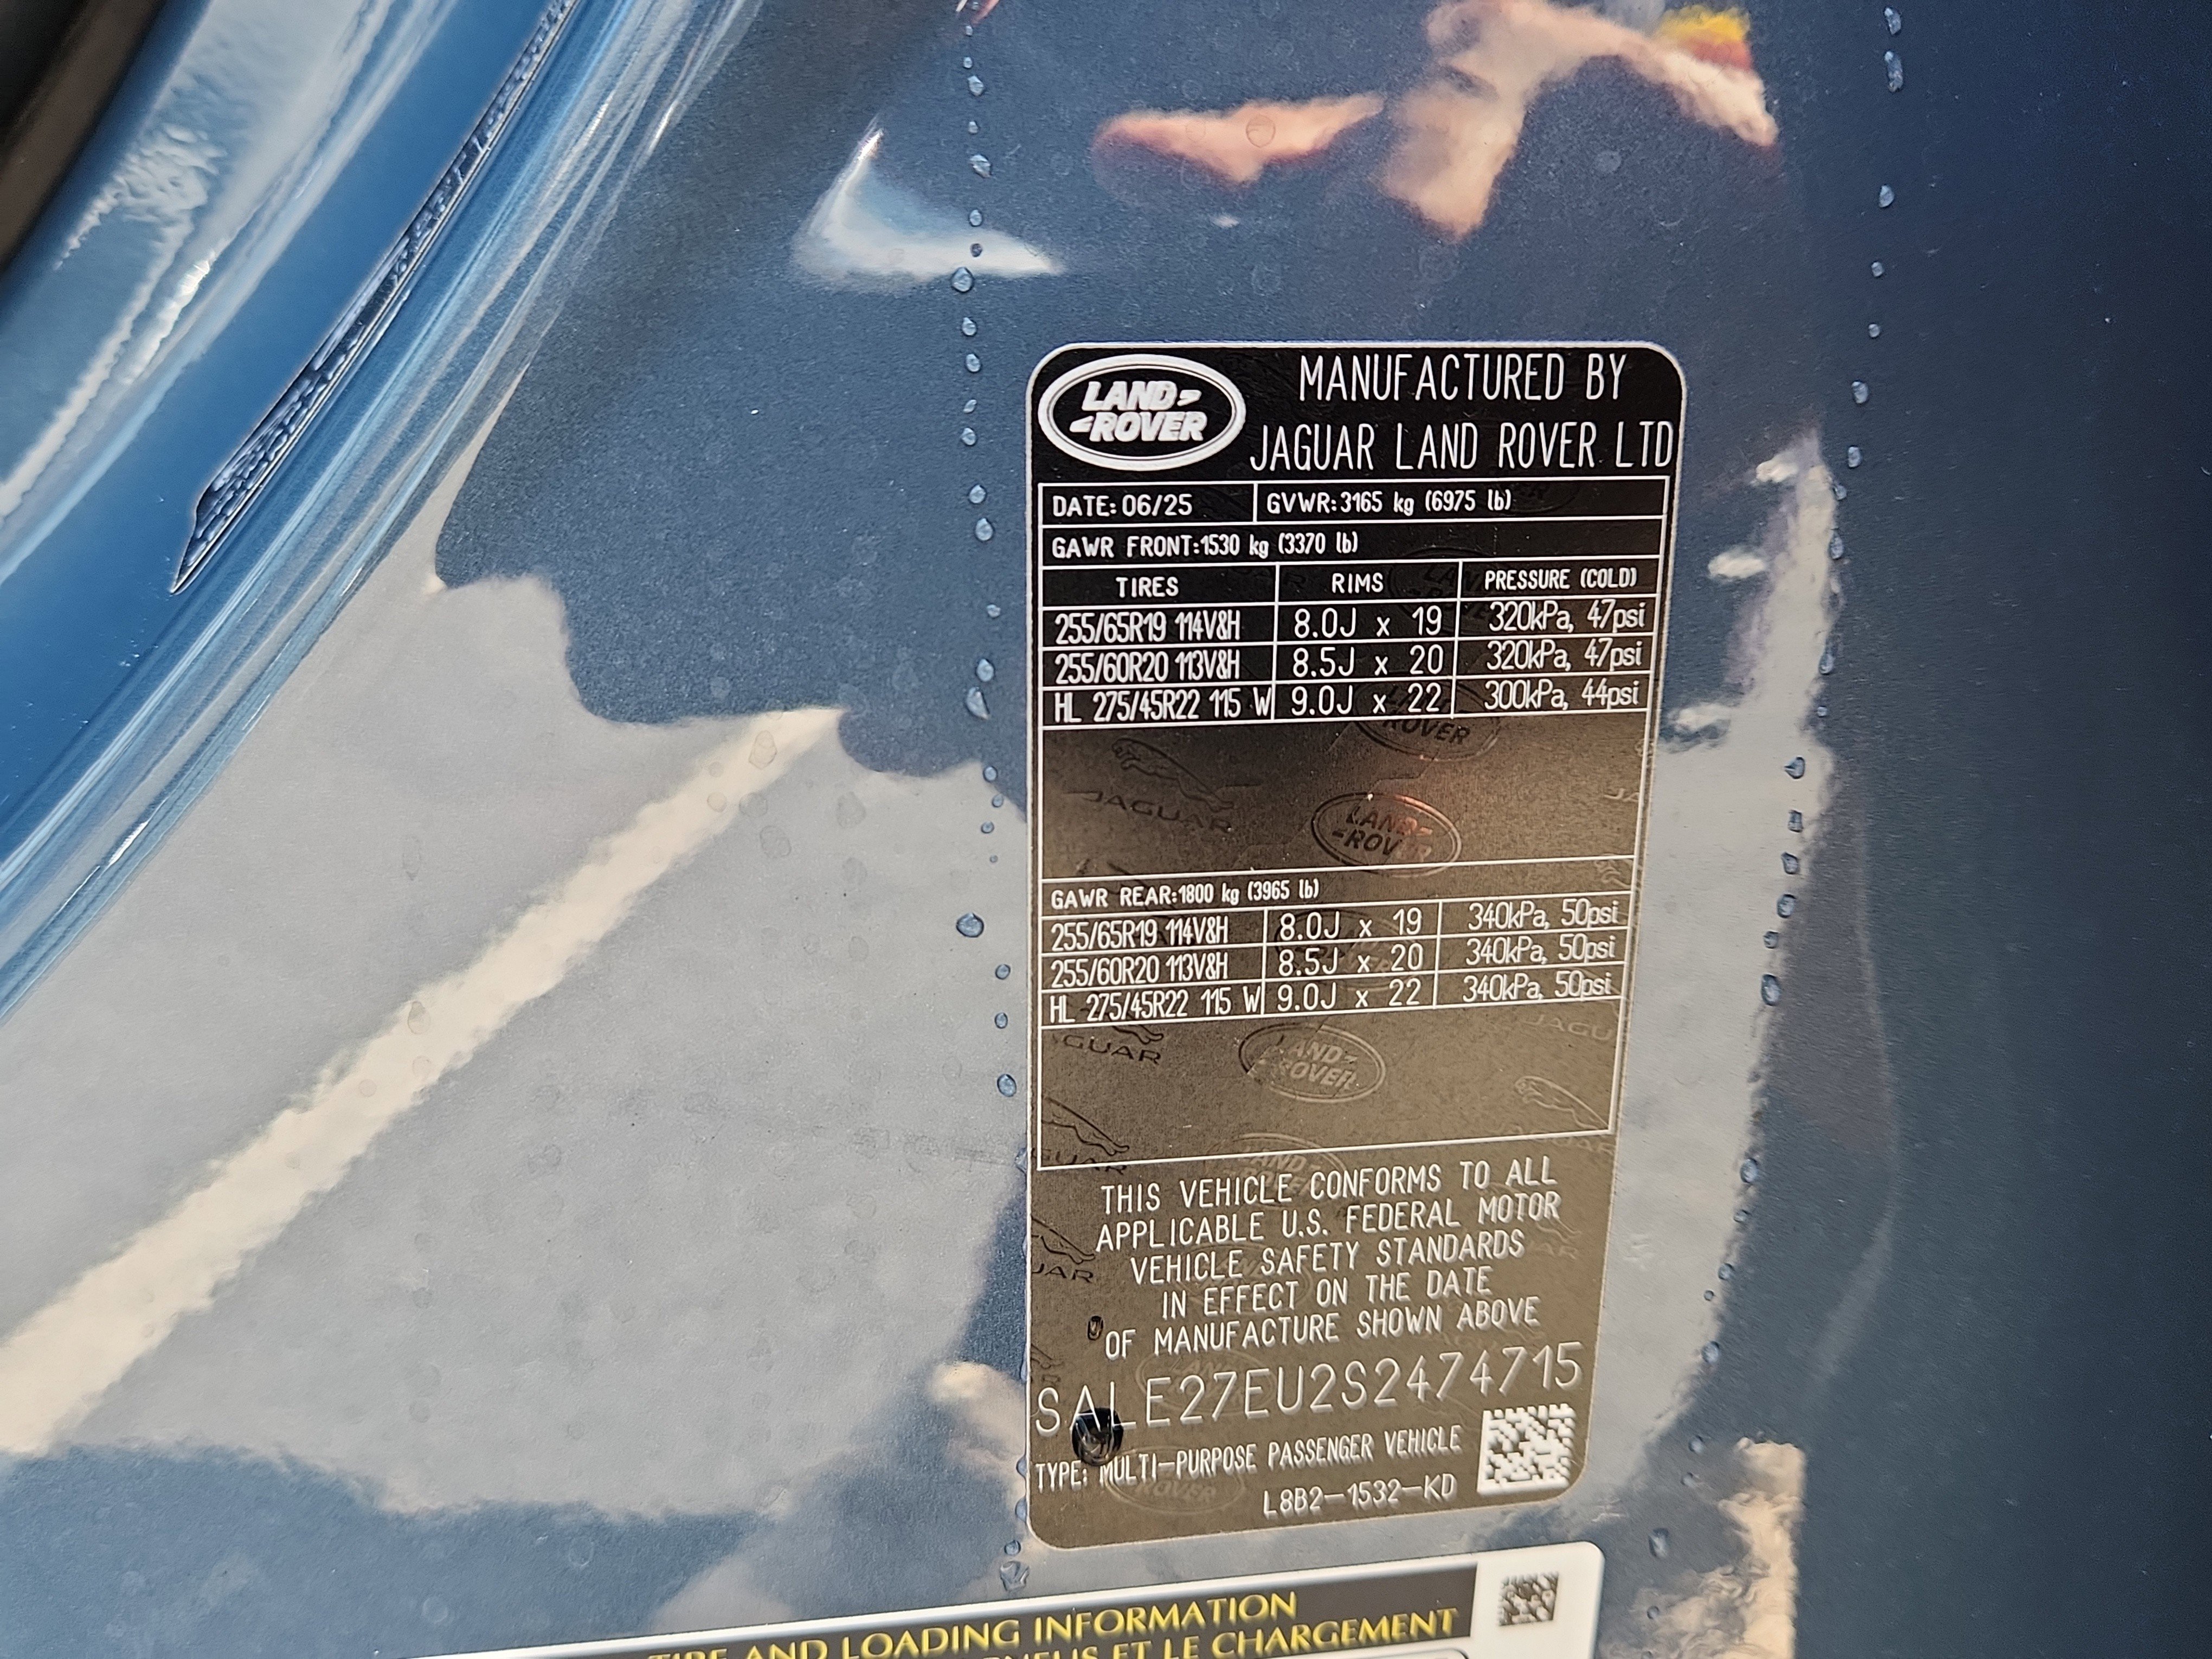 LAND
ROVER
MANUFACTURED BY
JAGUAR LAND ROVER LTD
DATE: 06/25 GVWR: 3165 kg (6975 lb)
GAWR FRONT: 1530 kg (3370 lb)
TIRES RIMS PRESSURE (COLD)
255/65R19 114V&H 8.0J x 19 320kPa, 47psi
255/60R20 113V&H 8.5J x 20 320kPa, 47psi
HL 275/45R22 115 W 9.0J x 22 300kPa, 44psi
JAGUAR
LAND
ROVER
GAWR REAR: 1800 kg (3965 lb)
255/65R19 114V&H 8.0J x 19 340kPa, 50psi
255/60R20 113V&H 8.5J x 20 340kPa, 50psi
HL 275/45R22 115 W 9.0J x 22 340kPa, 50psi
THIS VEHICLE CONFORMS TO ALL
APPLICABLE U.S. FEDERAL MOTOR
VEHICLE SAFETY STANDARDS
IN EFFECT ON THE DATE
OF MANUFACTURE SHOWN ABOVE
SALE27EU2S2474715
TYPE: MULTI-PURPOSE PASSENGER VEHICLE
L8B2-1532-KD
TIRE AND LOADING INFORMATION
ET LE CHARGEMENT